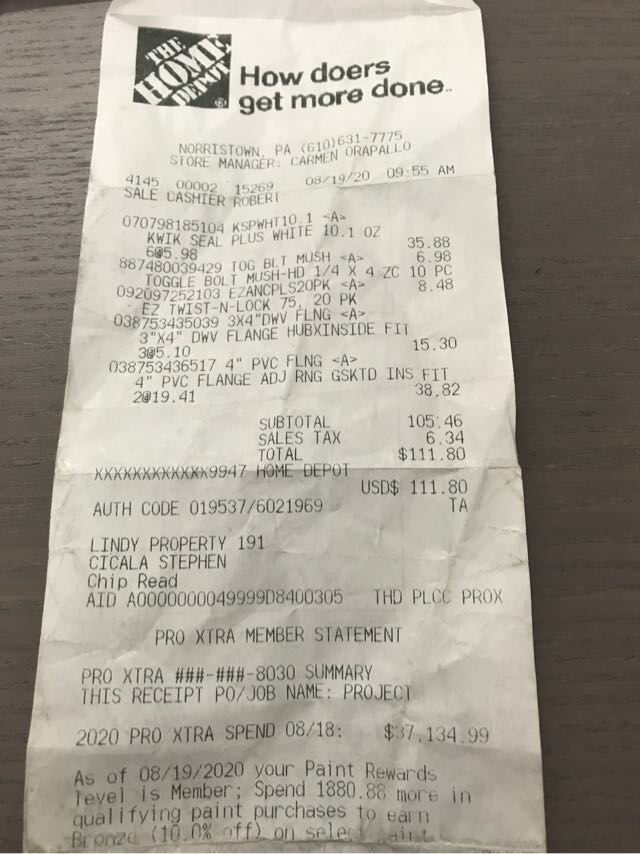 THE
HOME
DEPOT
®
How doers
get more done..
NORRISTOWN, PA (610)631-7775
STORE MANAGER: CARMEN ORAPALLO
4145 00002 15269 08/19/20 09:55 AM
SALE CASHIER ROBERT
070798185104 KSPWHT10.1 <A>
KWIK SEAL PLUS WHITE 10.1 OZ
6@5.98 35.88
887480039429 TOG BLT MUSH <A> 6.98
TOGGLE BOLT MUSH-HD 1/4 X 4 ZC 10 PC
092097252103 EZANCPLS20PK <A> 8.48
EZ TWIST-N-LOCK 75, 20 PK
038753435039 3X4"DWV FLNG <A>
3"X4" DWV FLANGE HUBXINSIDE FIT
3@5.10 15.30
038753436517 4" PVC FLNG <A>
4" PVC FLANGE ADJ RNG GSKTD INS FIT
2@19.41 38.82
SUBTOTAL 105.46
SALES TAX 6.34
TOTAL $111.80
XXXXXXXXXXXX9947 HOME DEPOT
USD$ 111.80
AUTH CODE 019537/6021969 TA
LINDY PROPERTY 191
CICALA STEPHEN
Chip Read
AID A0000000049999D8400305 THD PLCC PROX
PRO XTRA MEMBER STATEMENT
PRO XTRA ###-###-8030 SUMMARY
THIS RECEIPT PO/JOB NAME: PROJECT
2020 PRO XTRA SPEND 08/18: $37,134.99
As of 08/19/2020 your Paint Rewards
level is Member; Spend 1880.88 more in
qualifying paint purchases to earn
Bronze (10.0% off) on select paint